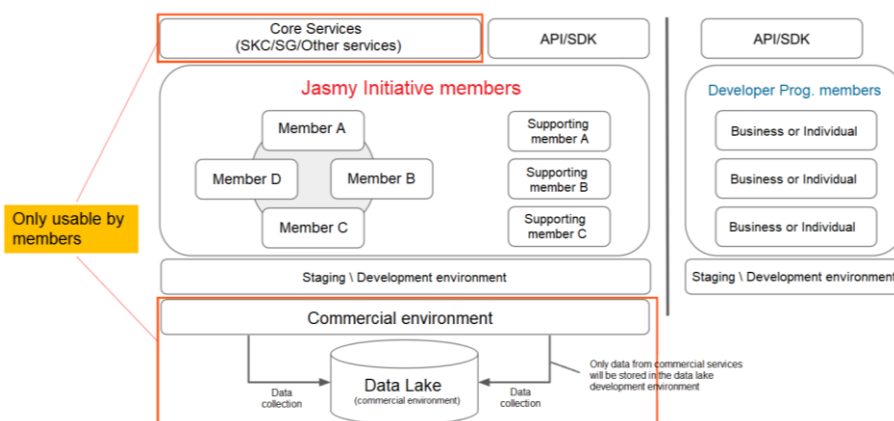 Core Services
(SKC/SG/Other services)
API/SDK
API/SDK
Jasmy Initiative members
Developer Prog. members
Member A
Member D
Member B
Member C
Supporting
member A
Supporting
member B
Supporting
member C
Business or Individual
Business or Individual
Business or Individual
Only usable by
members
Staging \ Development environment
Staging \ Development environment
Commercial environment
Data
collection
Data Lake
(commercial environment)
Data
collection
Only data from commercial services
will be stored in the data lake
development environment